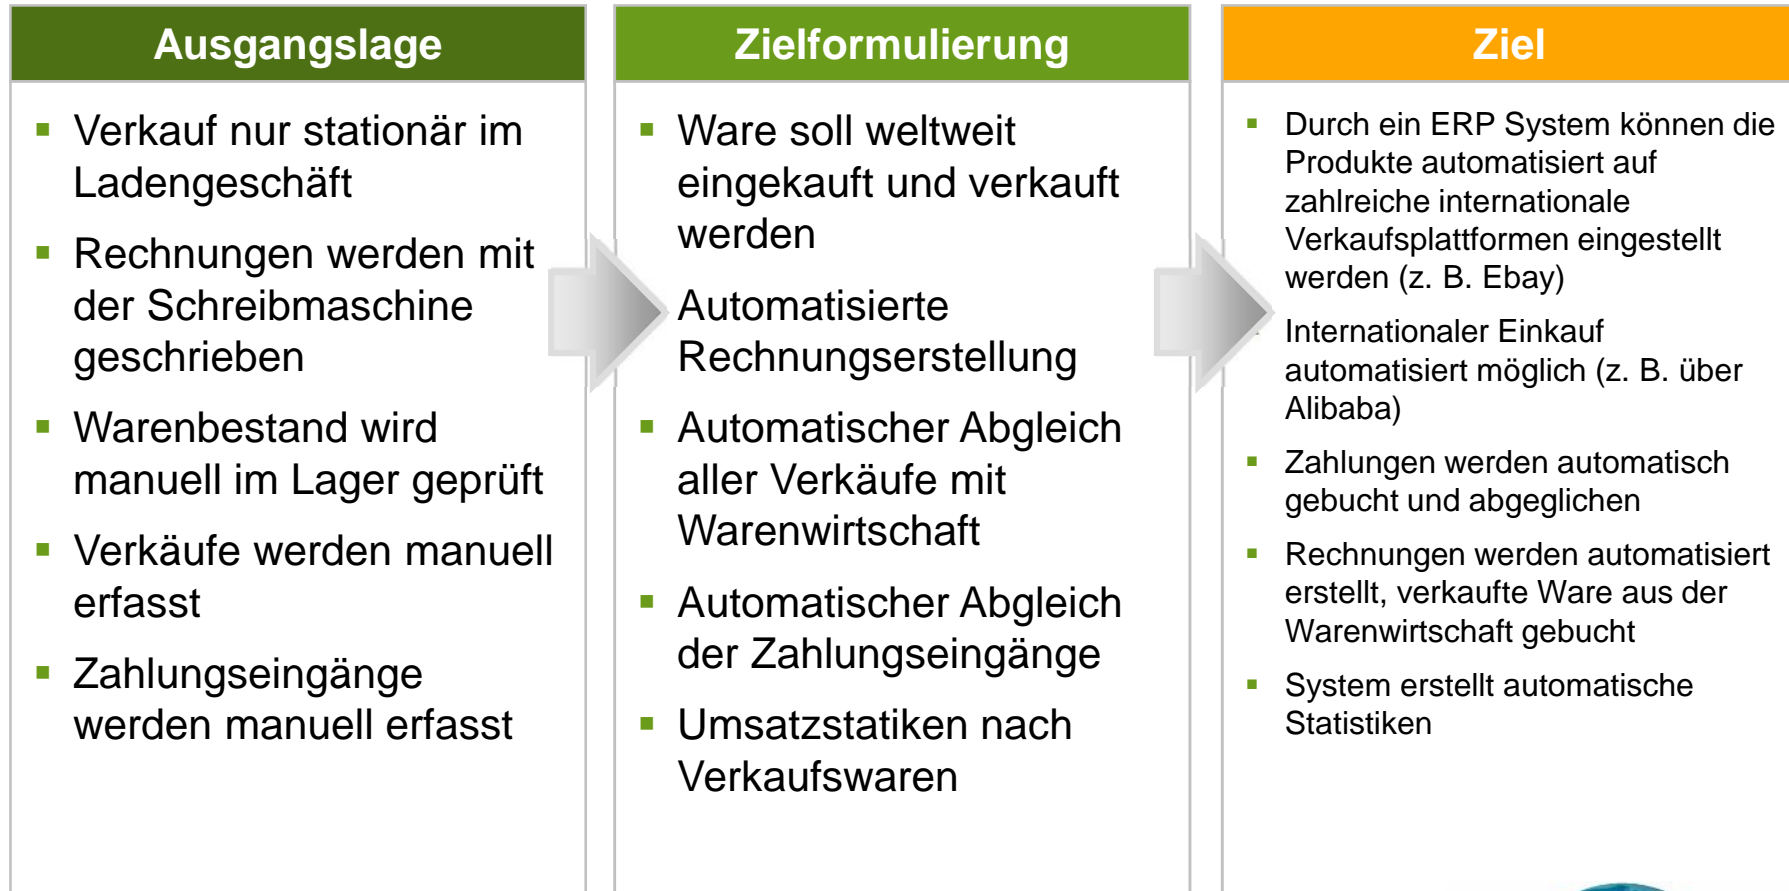 Ausgangslage
Verkauf nur stationär im
Ladengeschäft
Rechnungen werden mit
der Schreibmaschine
geschrieben
Warenbestand wird
manuell im Lager geprüft
Verkäufe werden manuell
erfasst
Zahlungseingänge
werden manuell erfasst
Zielformulierung
Ware soll weltweit
eingekauft und verkauft
werden
Automatisierte
Rechnungserstellung
Automatischer Abgleich
aller Verkäufe mit
Warenwirtschaft
Automatischer Abgleich
der Zahlungseingänge
Umsatzstatiken nach
Verkaufswaren
Ziel
Durch ein ERP System können die
Produkte automatisiert auf
zahlreiche internationale
Verkaufsplattformen eingestellt
werden (z. B. Ebay)
Internationaler Einkauf
automatisiert möglich (z. B. über
Alibaba)
Zahlungen werden automatisch
gebucht und abgeglichen
Rechnungen werden automatisiert
erstellt, verkaufte Ware aus der
Warenwirtschaft gebucht
System erstellt automatische
Statistiken